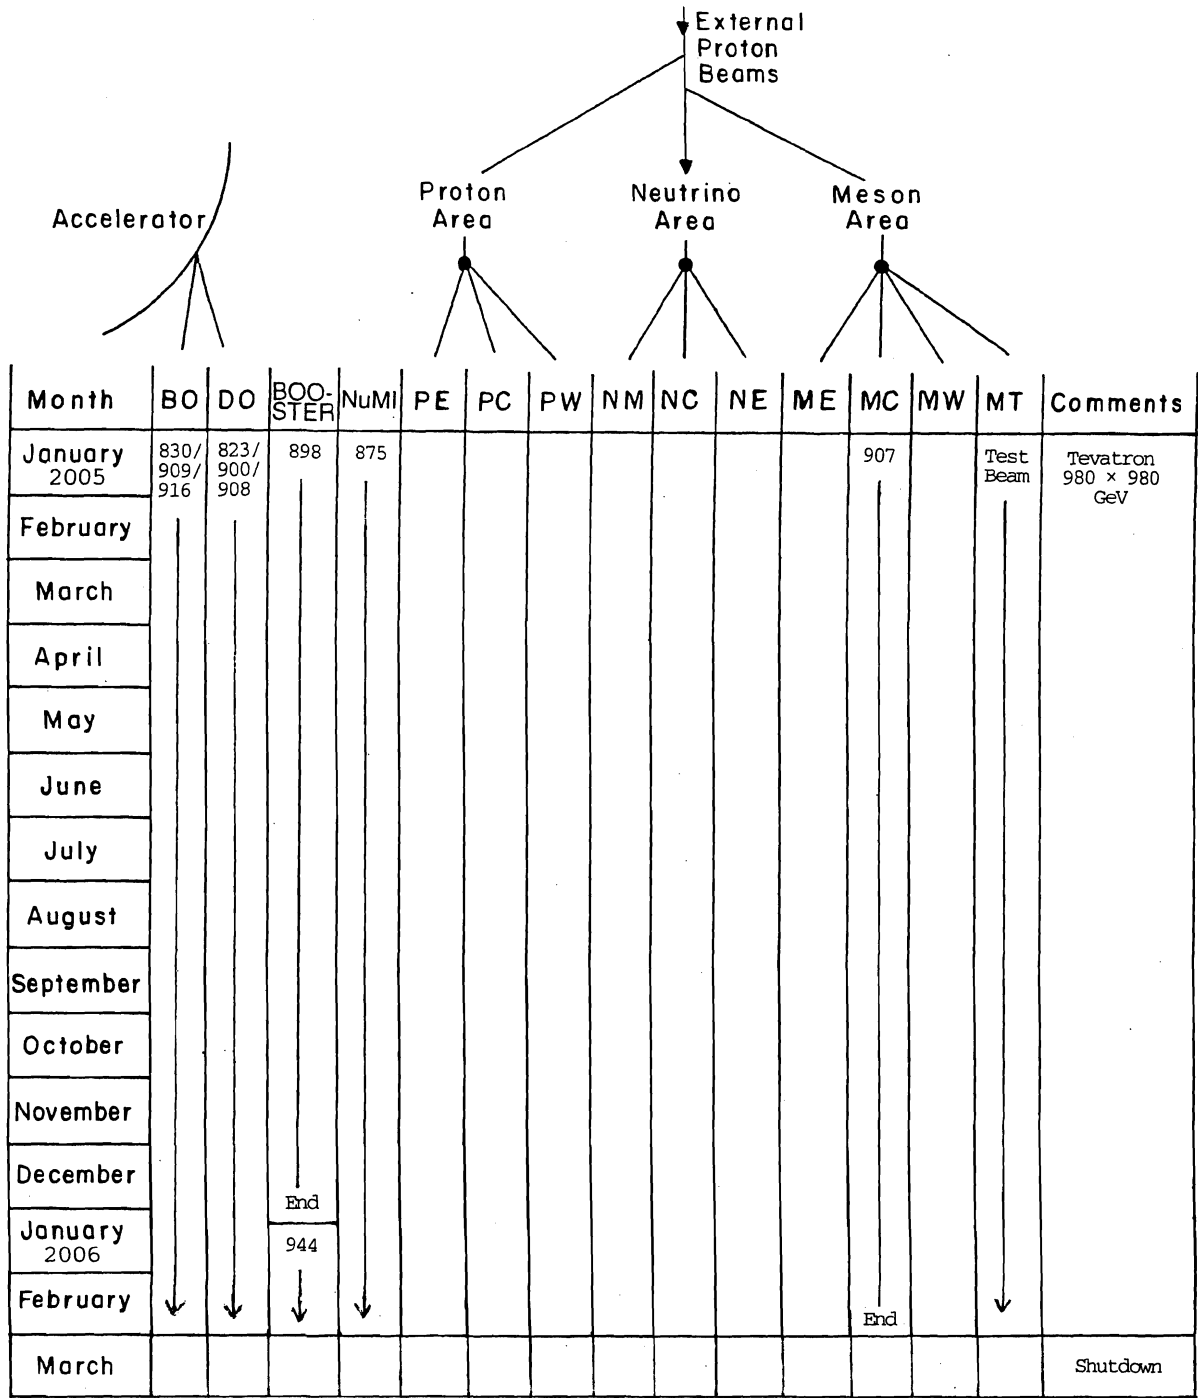 External
Proton
Beams
Accelerator
Proton
Area
Neutrino
Area
Meson
Area
Month BO DO BOO-STER NuMI PE PC PW NM NC NE ME MC MW MT Comments
January
2005
830/
909/
916
823/
900/
908
898
875
907
Test
Beam
Tevatron
980 × 980
GeV
February
March
April
May
June
July
August
September
October
November
December
End
January
2006
944
February
End
March
Shutdown